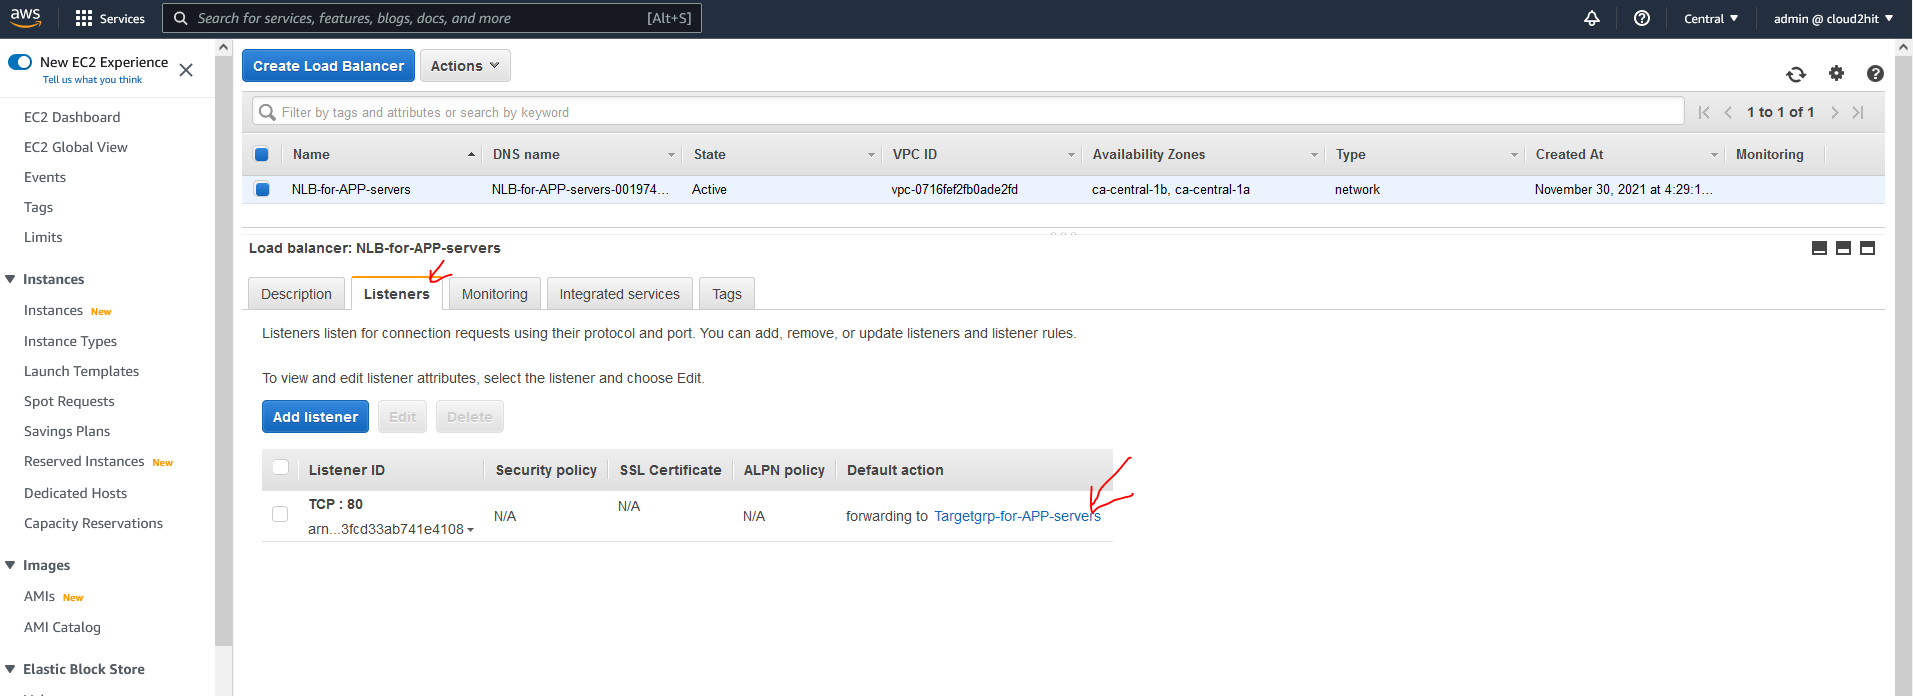 aws Services Search for services, features, blogs, docs, and more [Alt+S] Central admin @ cloud2hit
New EC2 Experience
Tell us what you think
EC2 Dashboard
EC2 Global View
Events
Tags
Limits
Instances
Instances New
Instance Types
Launch Templates
Spot Requests
Savings Plans
Reserved Instances New
Dedicated Hosts
Capacity Reservations
Images
AMIs New
AMI Catalog
Elastic Block Store
Create Load Balancer Actions
Filter by tags and attributes or search by keyword 1 to 1 of 1
Name DNS name State VPC ID Availability Zones Type Created At Monitoring
NLB-for-APP-servers NLB-for-APP-servers-001974... Active vpc-0716fef2fb0ade2fd ca-central-1b, ca-central-1a network November 30, 2021 at 4:29:1...
Load balancer: NLB-for-APP-servers
Description Listeners Monitoring Integrated services Tags
Listeners listen for connection requests using their protocol and port. You can add, remove, or update listeners and listener rules.
To view and edit listener attributes, select the listener and choose Edit.
Add listener Edit Delete
Listener ID Security policy SSL Certificate ALPN policy Default action
TCP : 80
arn...3fcd33ab741e4108 N/A N/A N/A forwarding to Targetgrp-for-APP-servers